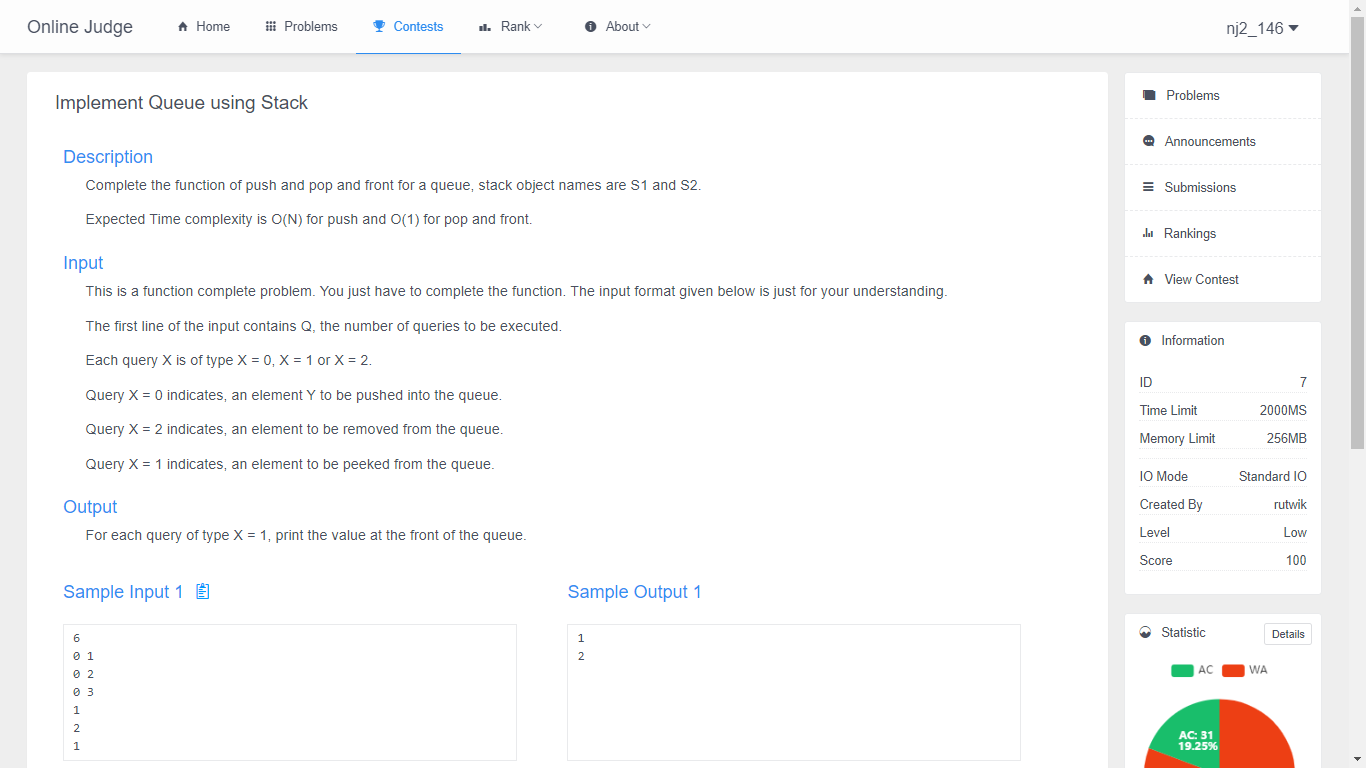 Online Judge
Home
Problems
Contests
Rank
About
nj2_146
Implement Queue using Stack
Description
Complete the function of push and pop and front for a queue, stack object names are S1 and S2.
Expected Time complexity is O(N) for push and O(1) for pop and front.
Input
This is a function complete problem. You just have to complete the function. The input format given below is just for your understanding.
The first line of the input contains Q, the number of queries to be executed.
Each query X is of type X = 0, X = 1 or X = 2.
Query X = 0 indicates, an element Y to be pushed into the queue.
Query X = 2 indicates, an element to be removed from the queue.
Query X = 1 indicates, an element to be peeked from the queue.
Output
For each query of type X = 1, print the value at the front of the queue.
Sample Input 1
6
0 1
0 2
0 3
1
2
1
Sample Output 1
1
2
Problems
Announcements
Submissions
Rankings
View Contest
Information
ID 7
Time Limit 2000MS
Memory Limit 256MB
IO Mode Standard IO
Created By rutwik
Level Low
Score 100
Statistic
Details
AC WA
AC: 31
19.25%